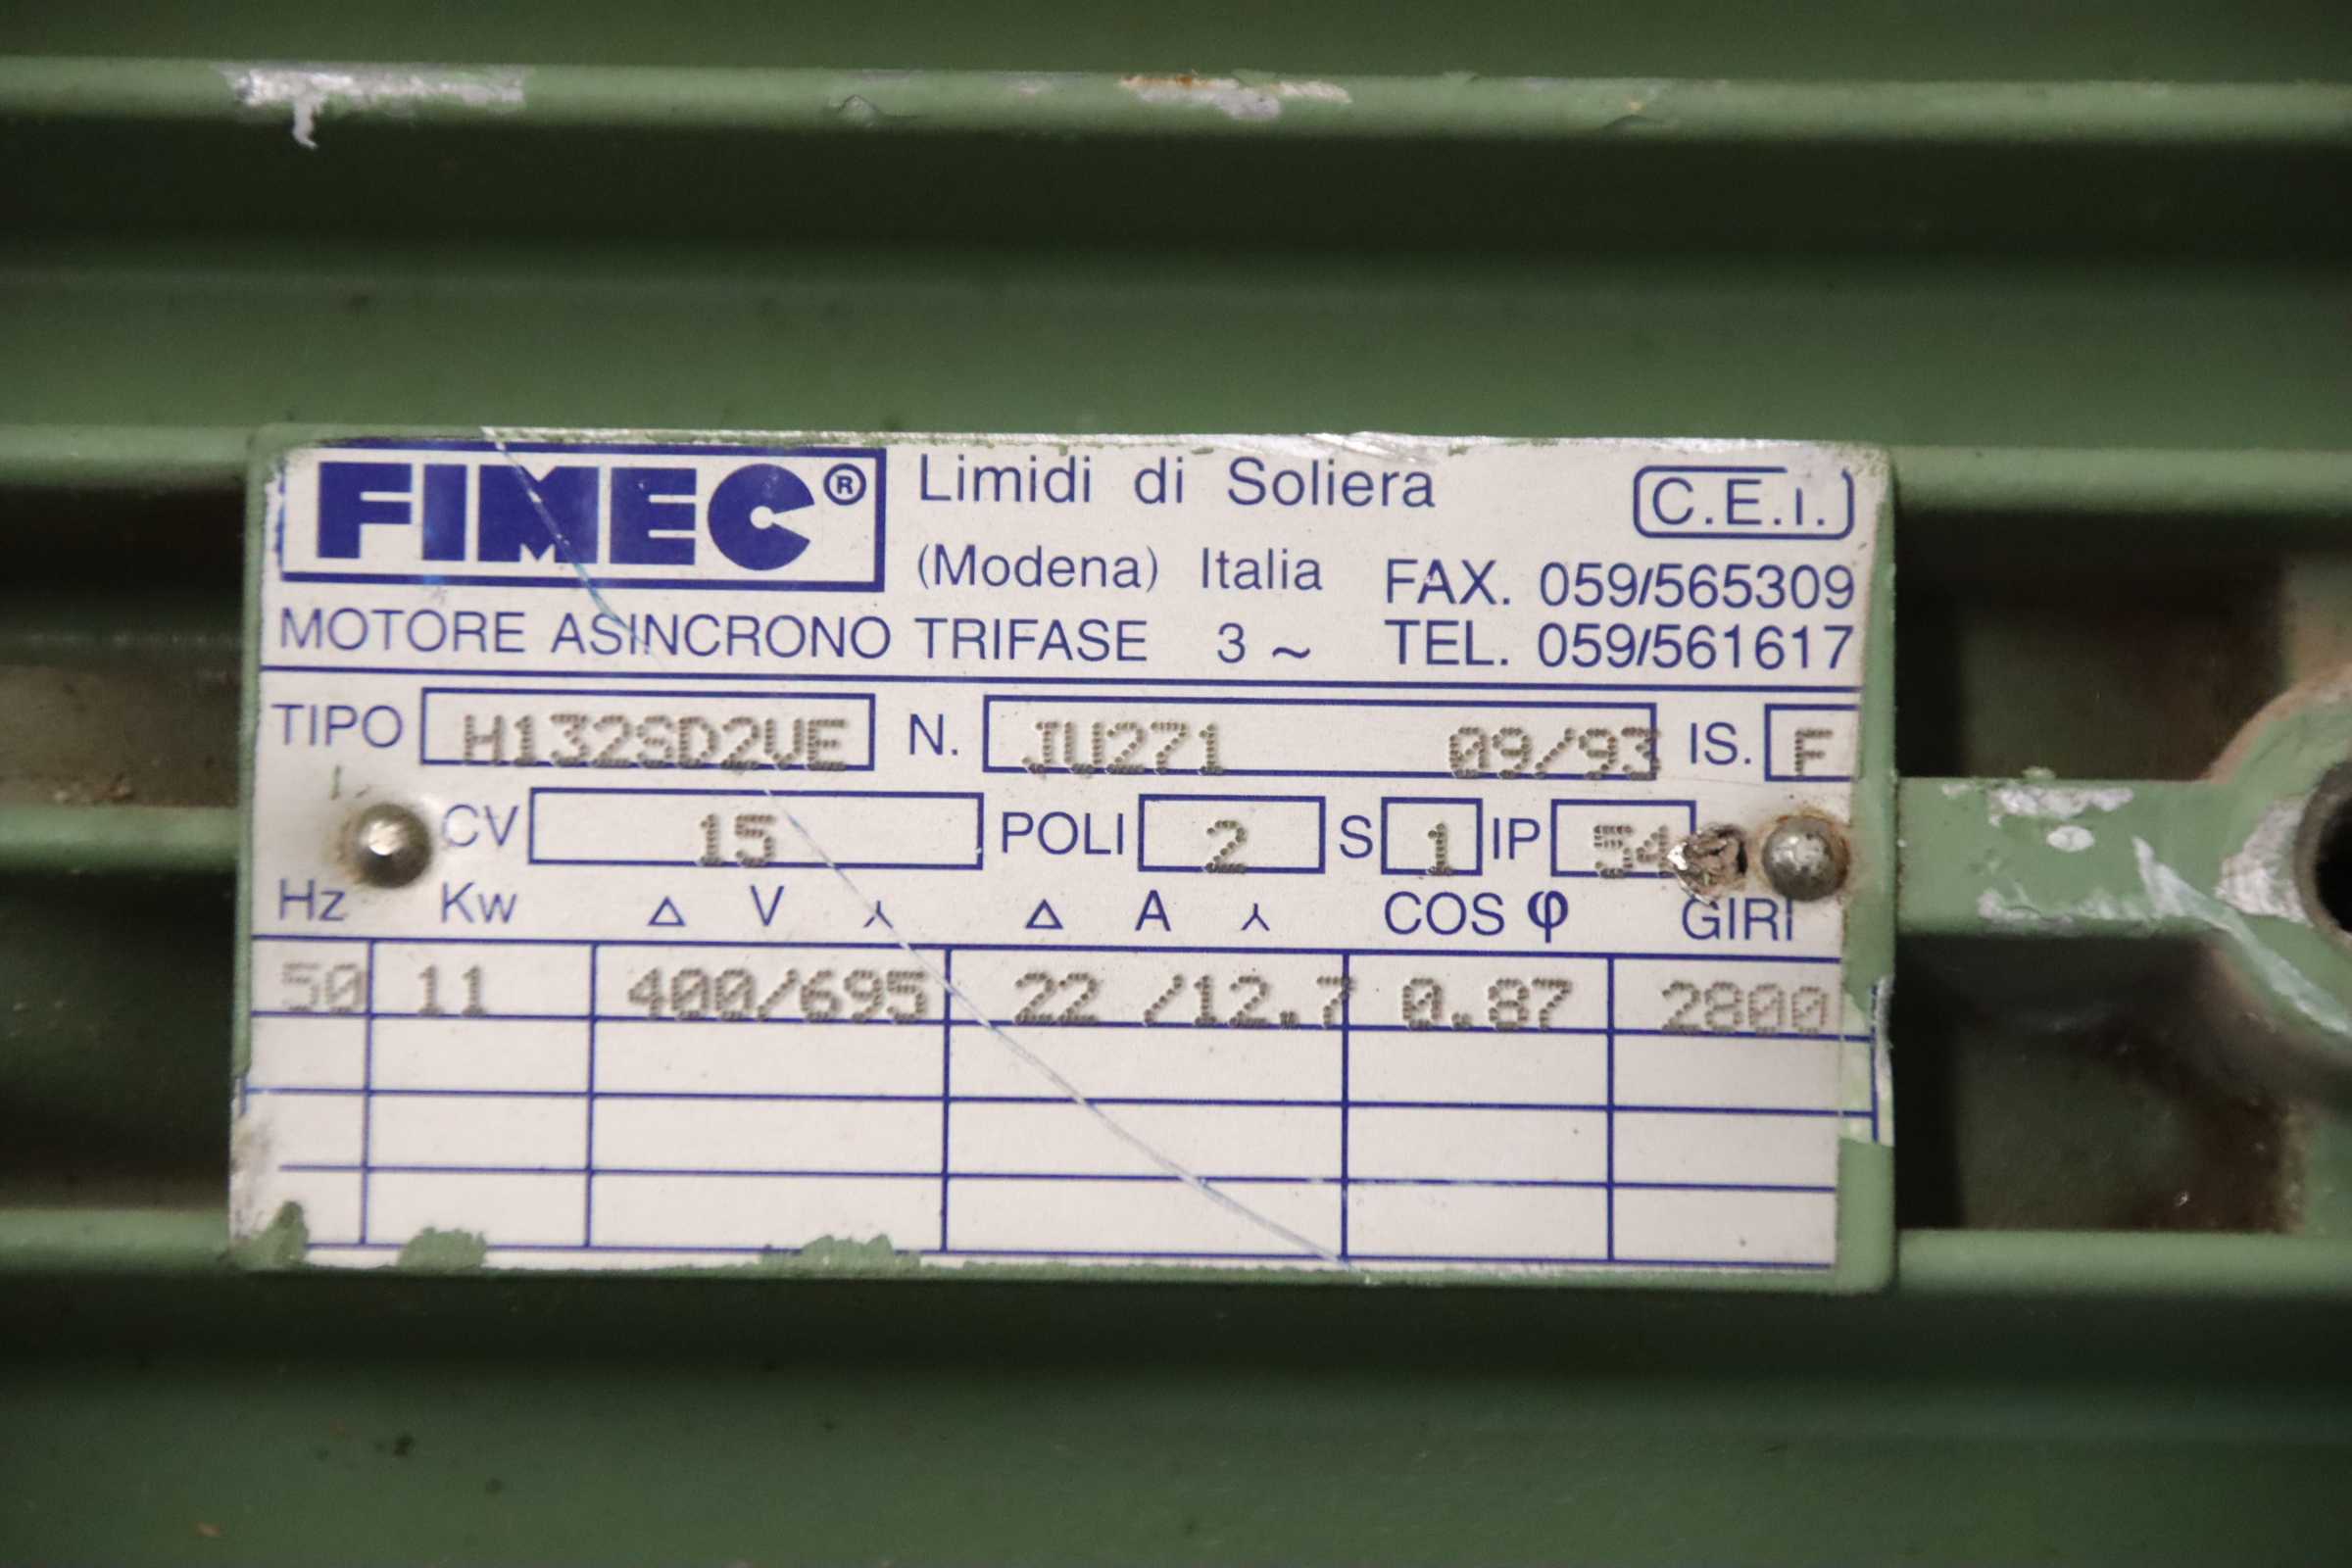 FIMEC® Limidi di Soliera C.E.I.
(Modena) Italia FAX. 059/565309
MOTORE ASINCRONO TRIFASE 3 ~ TEL. 059/561617
TIPO H132SD2VE N. JU271 09/93 IS. F
CV 15 POLI 2 S 1 IP 54
Hz Kw Δ V ⅄ Δ A ⅄ COS φ GIRI
50 11 400/695 22 /12.7 0.87 2800